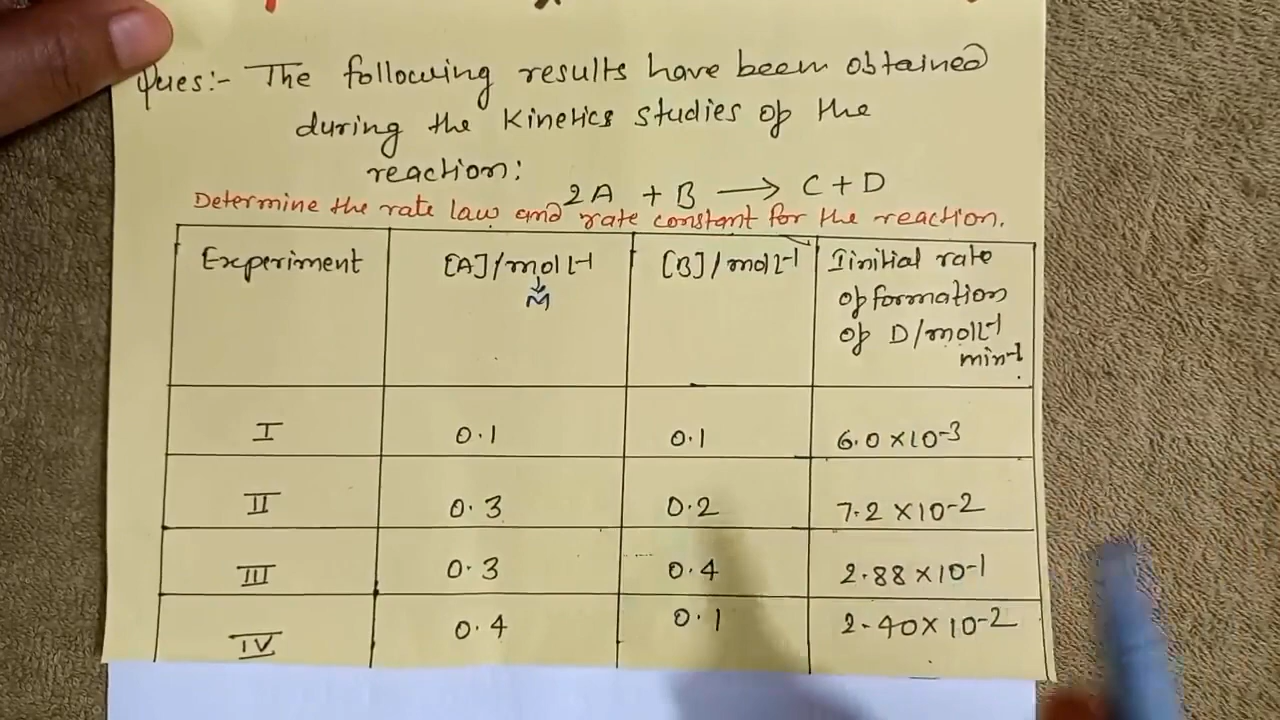 Ques:- The following results have been obtained
during the Kinetics studies of the
reaction:
2A + B ⟶ C + D
Determine the rate law and rate constant for the reaction.
Experiment [A]/mol L-1 [B]/mol L-1 Iinitial rate of formation of D/mol L-1 min-1
M
I 0.1 0.1 6.0 × 10-3
II 0.3 0.2 7.2 × 10-2
III 0.3 0.4 2.88 × 10-1
IV 0.4 0.1 2.40 × 10-2